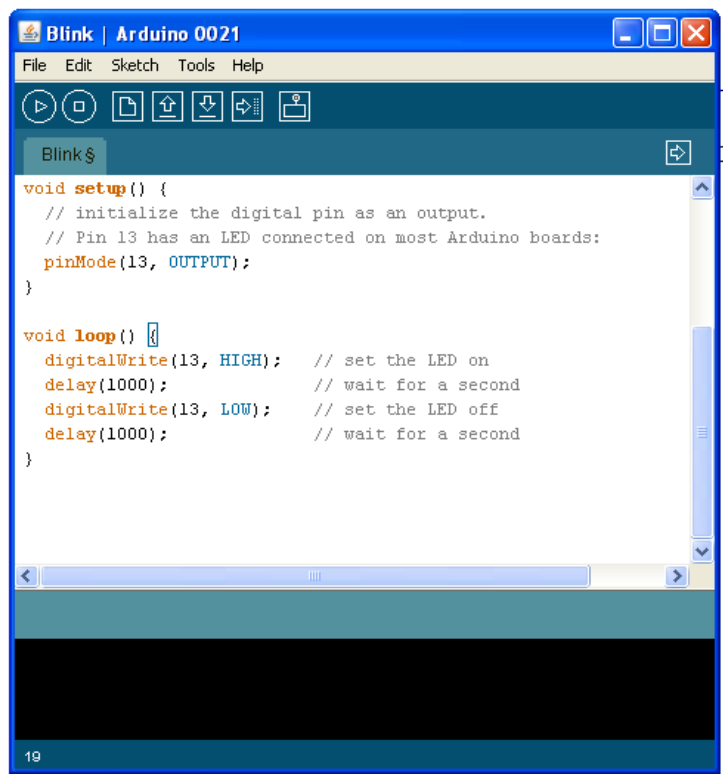 Blink | Arduino 0021
File Edit Sketch Tools Help
Blink§
void setup() {
  // initialize the digital pin as an output.
  // Pin 13 has an LED connected on most Arduino boards:
  pinMode(13, OUTPUT);
}
void loop() {
  digitalWrite(13, HIGH);   // set the LED on
  delay(1000);              // wait for a second
  digitalWrite(13, LOW);    // set the LED off
  delay(1000);              // wait for a second
}
19